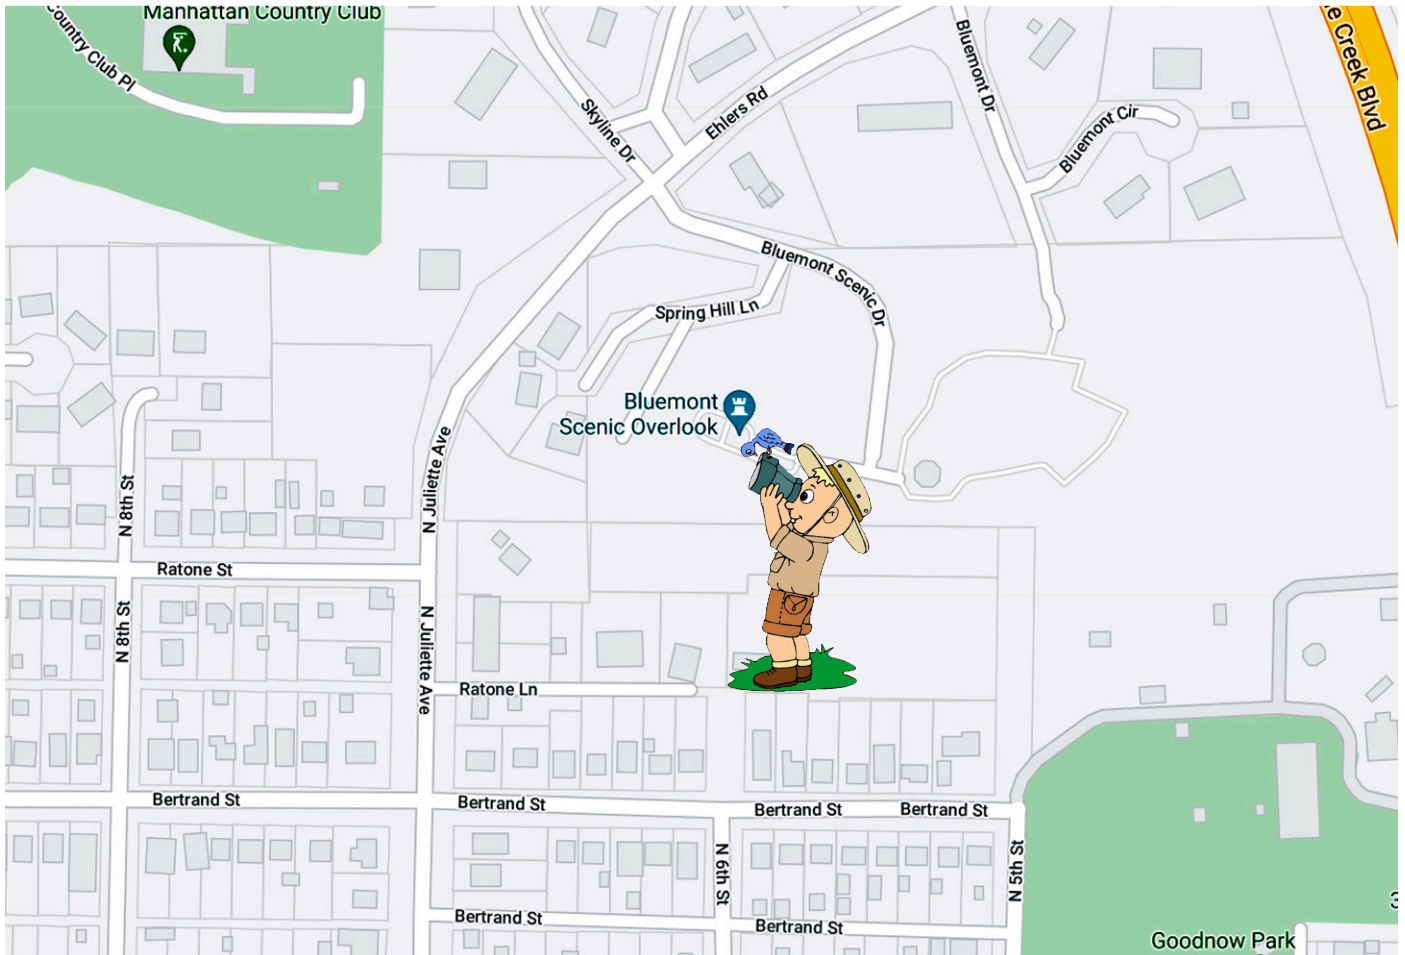 Manhattan Country Club
Country Club Pl
e Creek Blvd
Bluemont Dr
Skyline Dr
Ehlers Rd
Bluemont Cir
Bluemont Scenic Dr
Spring Hill Ln
Bluemont
Scenic Overlook
N Juliette Ave
N 8th St
Ratone St
N 8th St
N Juliette Ave
Ratone Ln
Bertrand St
Bertrand St
Bertrand St
Bertrand St
N 6th St
N 5th St
3
Bertrand St
Bertrand St
Goodnow Park